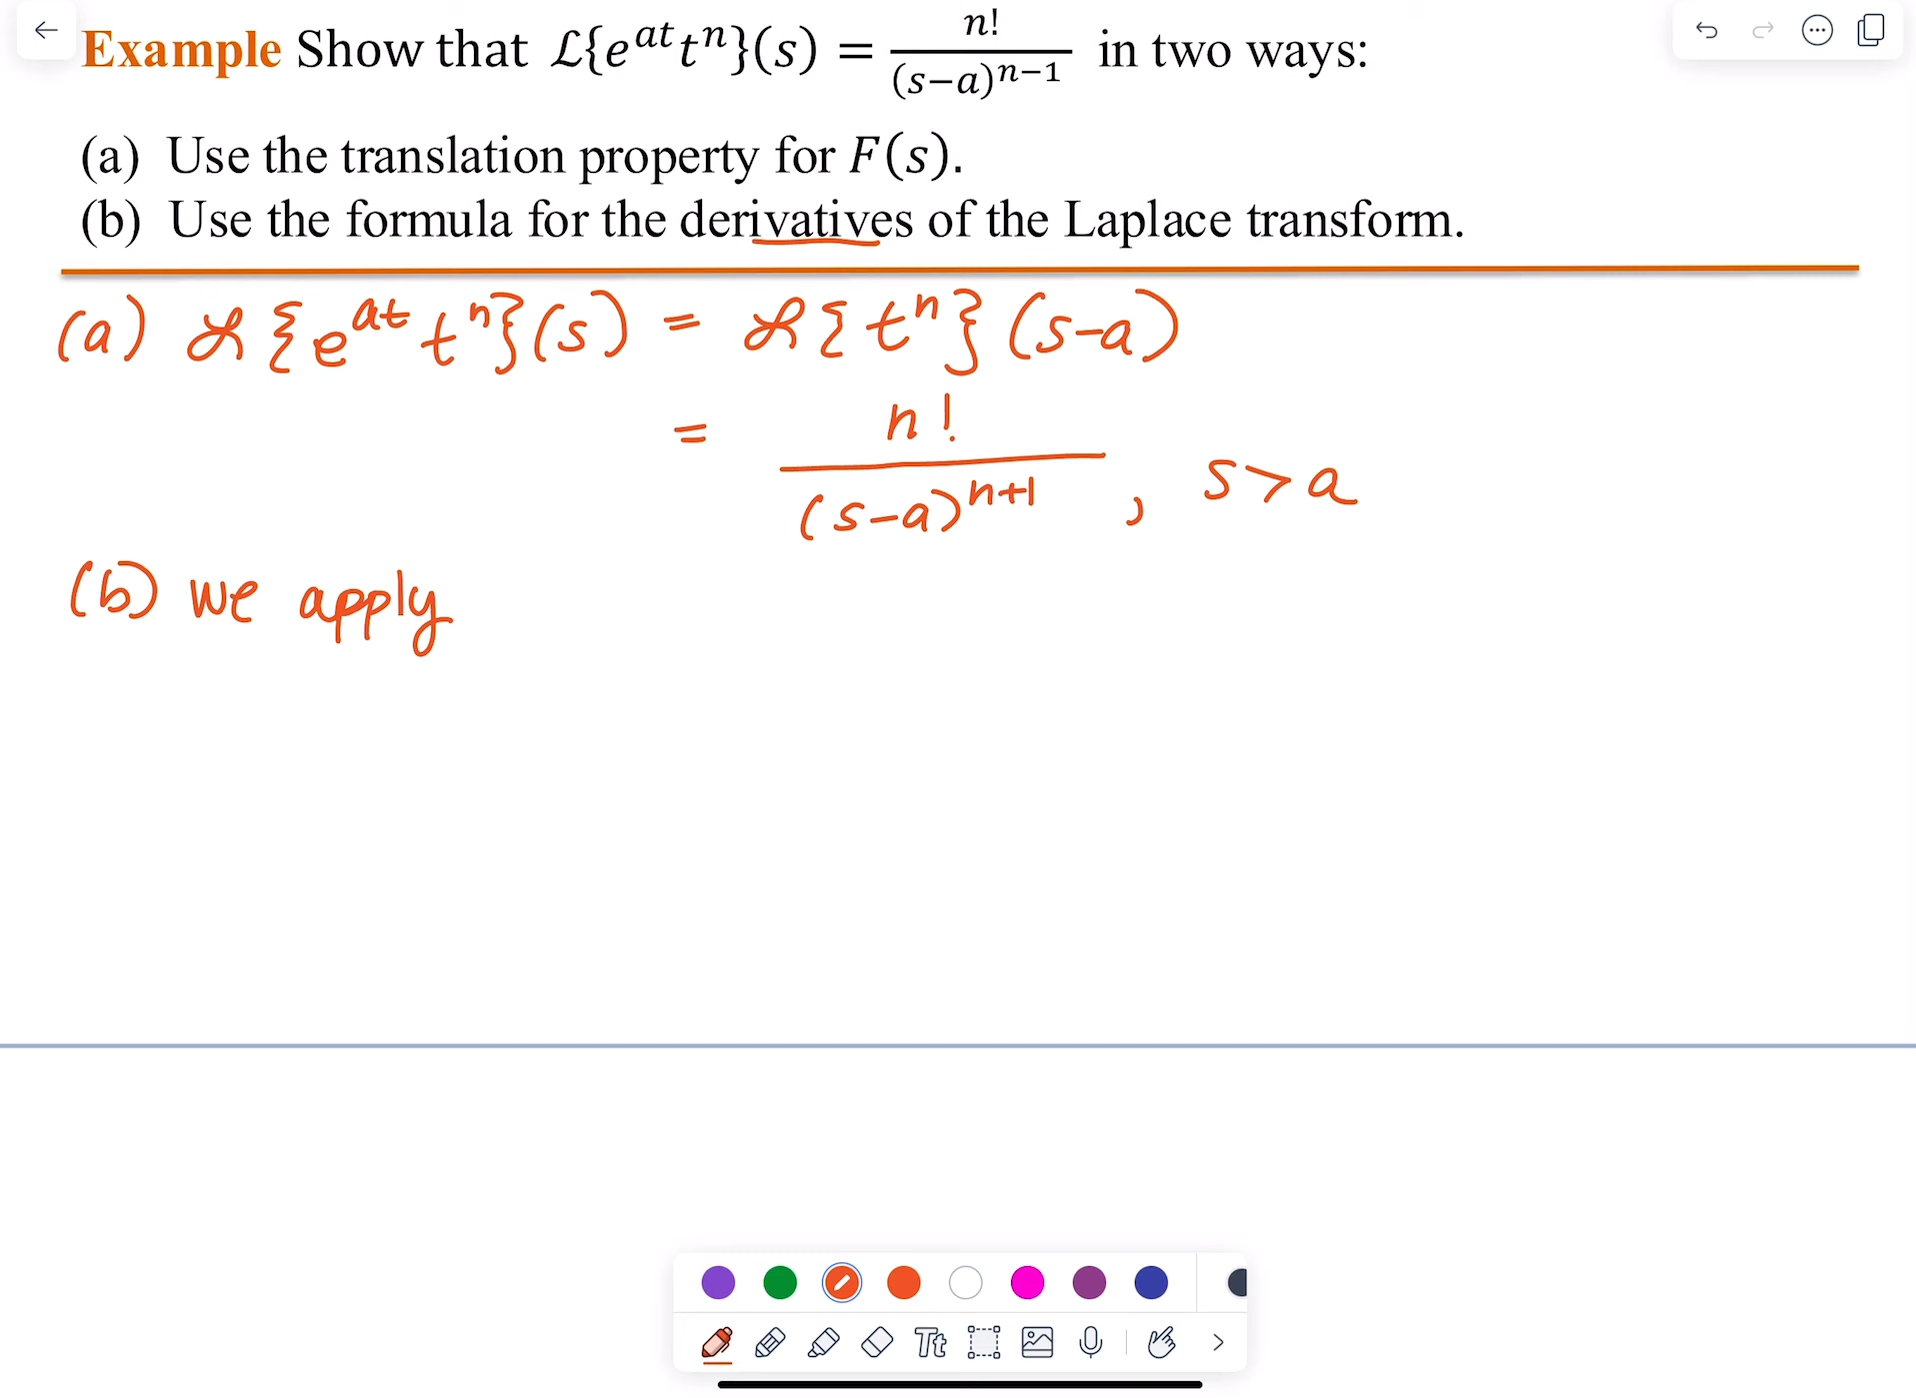 Example Show that ℒ{e^{at}t^n}(s) = n!/(s−a)^{n−1} in two ways:
(a) Use the translation property for F(s).
(b) Use the formula for the derivatives of the Laplace transform.
(a) ℒ{e^{at} t^n}(s) = ℒ{t^n}(s-a)
= n!/(s-a)^{n+1}, s>a
(b) we apply
Tt